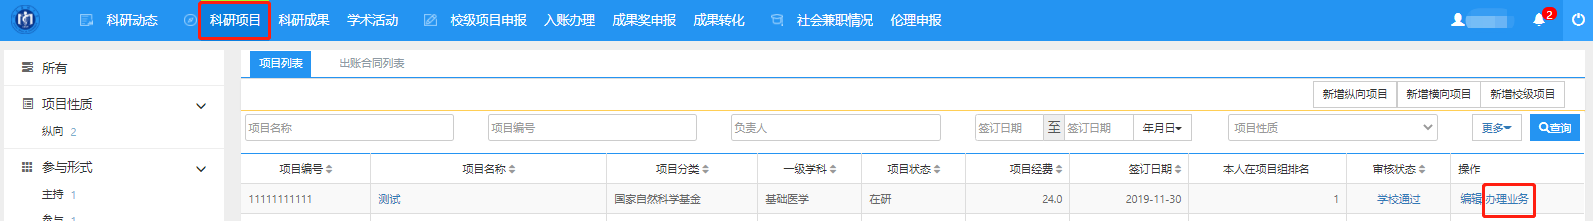 科研动态 科研项目 科研成果 学术活动 校级项目申报 入账办理 成果奖申报 成果转化 社会兼职情况 伦理申报 2
所有
项目性质
纵向 2
参与形式
主持 1
参与 1
项目列表 出账合同列表
新增纵向项目 新增横向项目 新增校级项目
项目名称 项目编号 负责人 签订日期 至 签订日期 年月日 项目性质 更多 查询
项目编号 项目名称 项目分类 一级学科 项目状态 项目经费 签订日期 本人在项目组排名 审核状态 操作
11111111111 测试 国家自然科学基金 基础医学 在研 24.0 2019-11-30 1 学校通过 编辑 办理业务